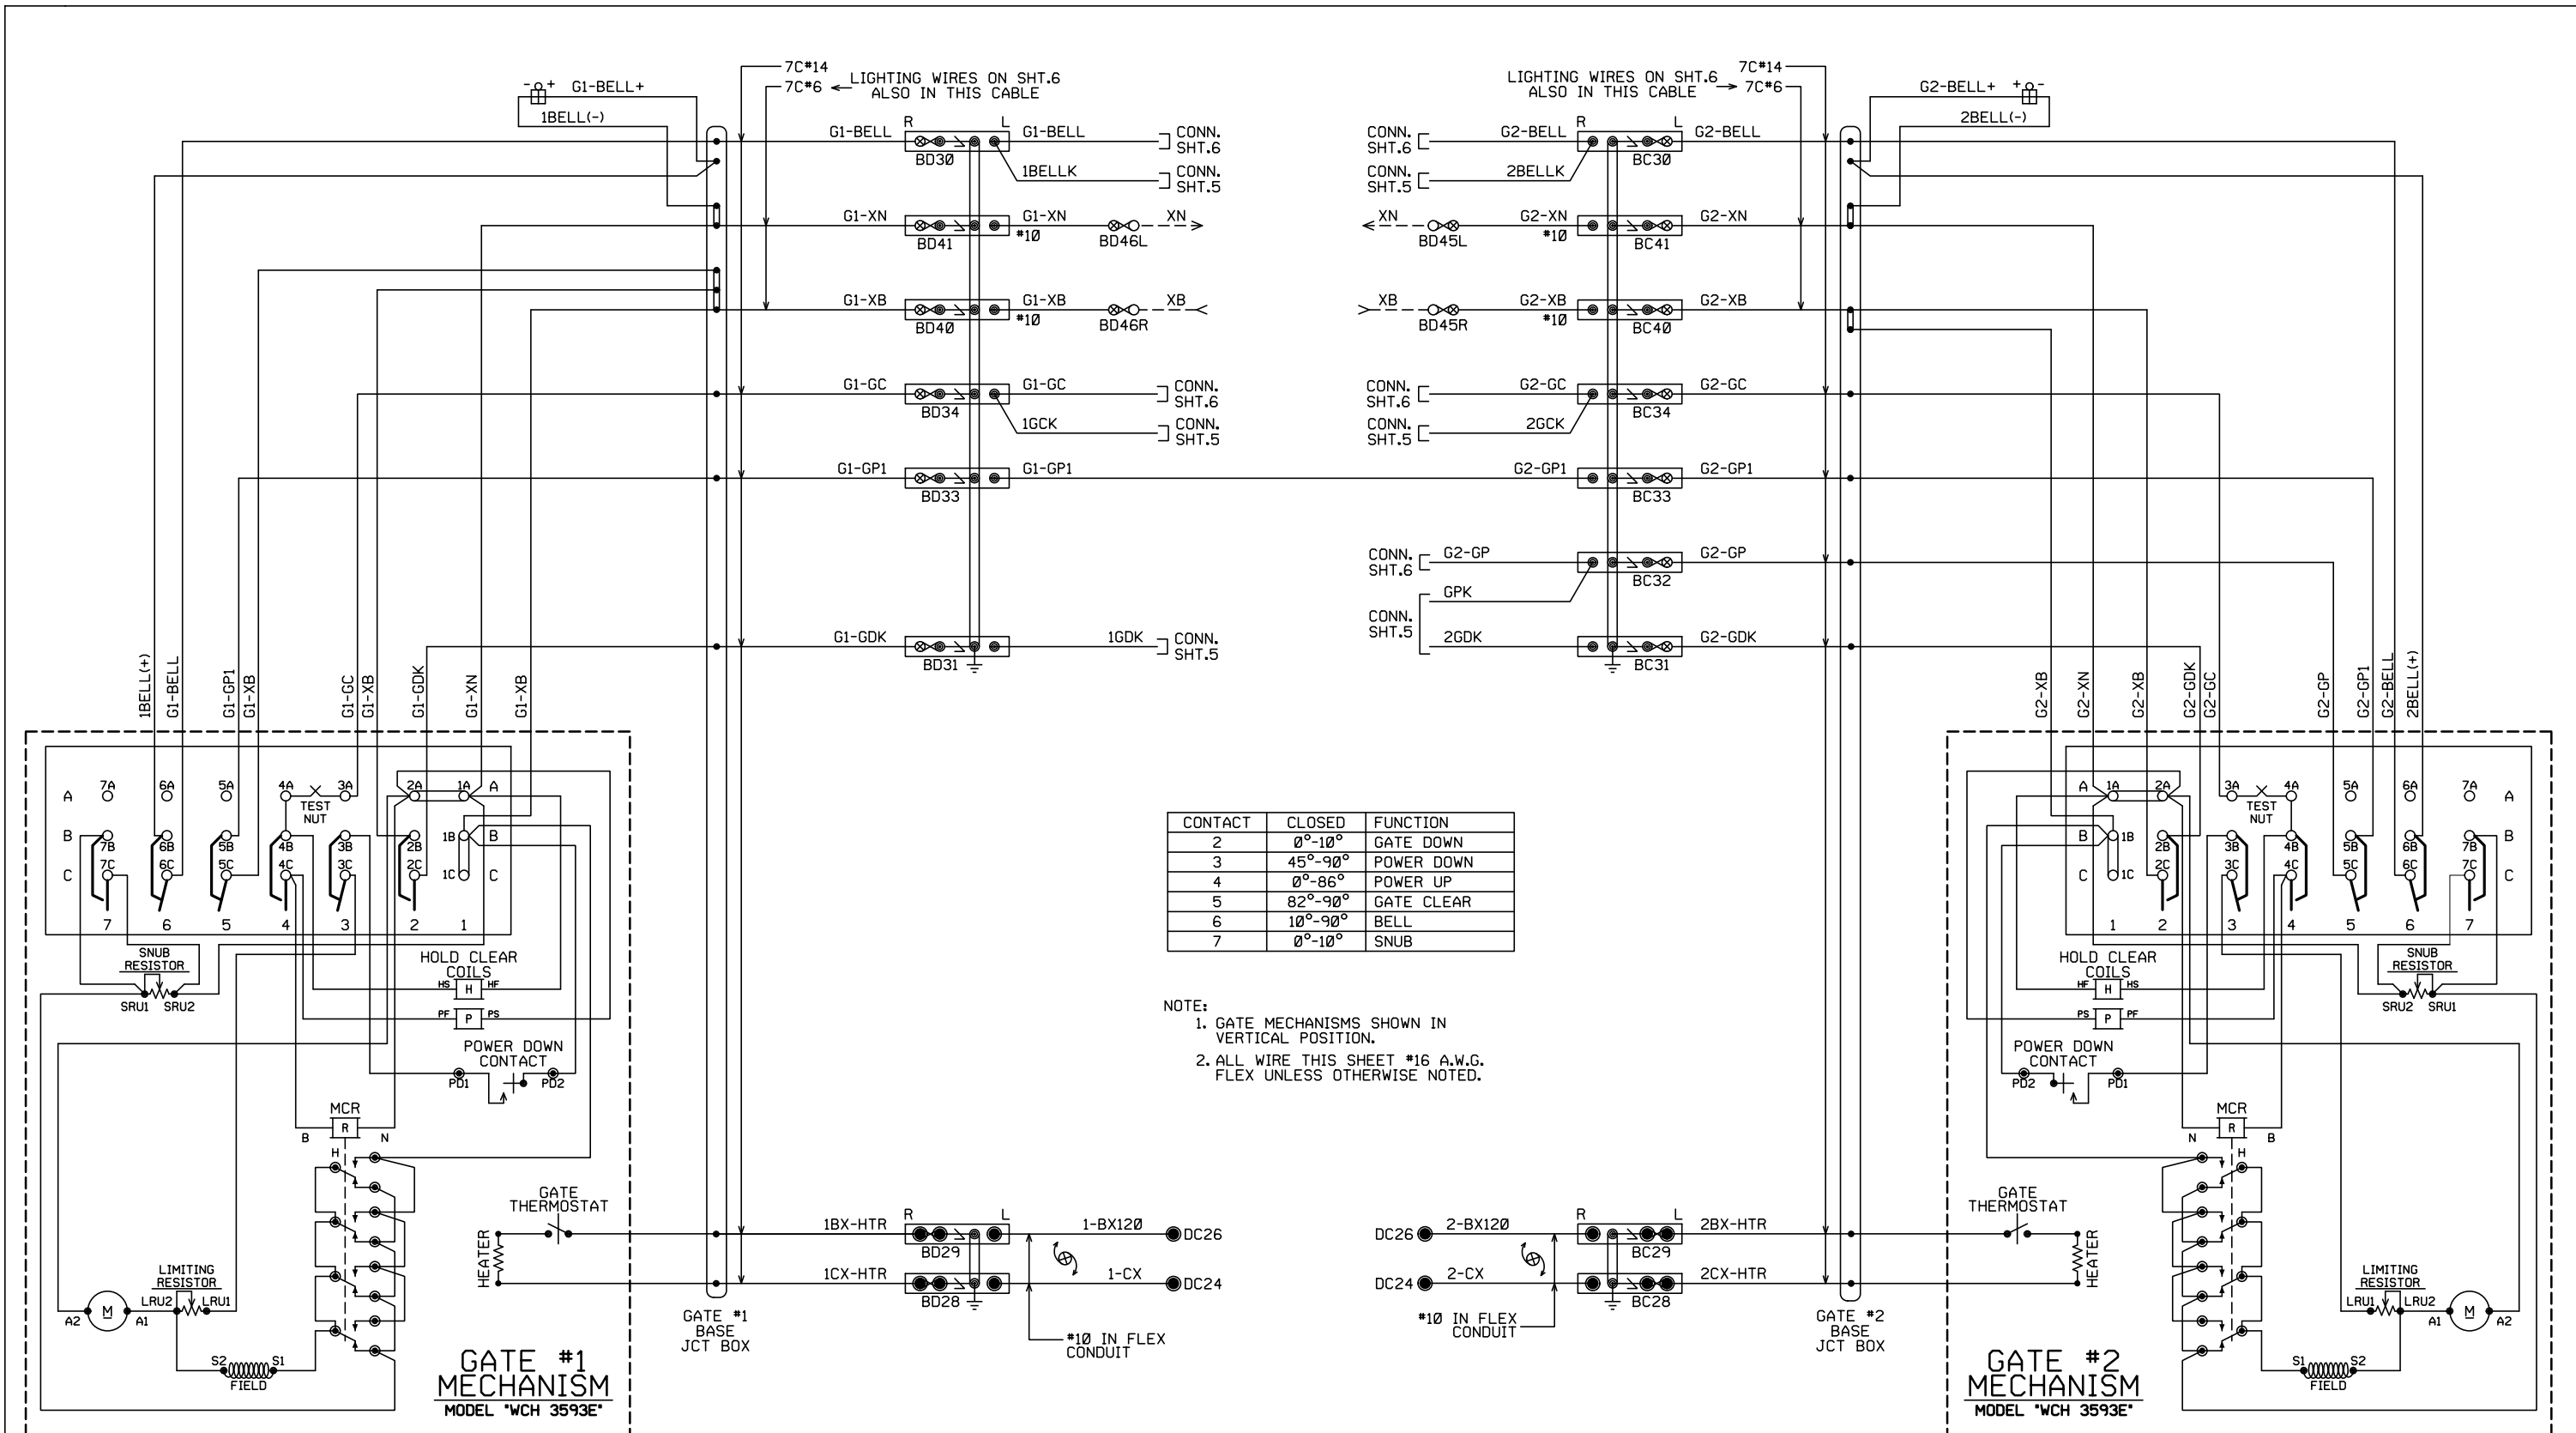 7C#14
7C#6
LIGHTING WIRES ON SHT.6
ALSO IN THIS CABLE
LIGHTING WIRES ON SHT.6
ALSO IN THIS CABLE
7C#14
7C#6
- +
G1-BELL+
1BELL(-)
G2-BELL+
+ -
2BELL(-)
G1-BELL
R
L
BD30
G1-BELL
CONN.
SHT.6
1BELLK
CONN.
SHT.5
CONN.
SHT.6
G2-BELL
R
L
BC30
G2-BELL
CONN.
SHT.5
2BELLK
G1-XN
BD41
G1-XN
#10
BD46L
XN
XN
BD45L
G2-XN
#10
BC41
G2-XN
G1-XB
BD40
G1-XB
#10
BD46R
XB
XB
BD45R
G2-XB
#10
BC40
G2-XB
G1-GC
BD34
G1-GC
CONN.
SHT.6
1GCK
CONN.
SHT.5
CONN.
SHT.6
G2-GC
BC34
G2-GC
CONN.
SHT.5
2GCK
G1-GP1
BD33
G1-GP1
G2-GP1
BC33
G2-GP1
CONN.
SHT.6
G2-GP
BC32
G2-GP
GPK
CONN.
SHT.5
G1-GDK
BD31
1GDK
CONN.
SHT.5
2GDK
BC31
G2-GDK
1BELL(+)
G1-BELL
G1-GP1
G1-XB
G1-GC
G1-XB
G1-GDK
G1-XN
G1-XB
G2-XB
G2-XN
G2-XB
G2-GDK
G2-GC
G2-GP
G2-GP1
G2-BELL
2BELL(+)
A 7A 6A 5A 4A 3A 2A 1A A
TEST
NUT
B 7B 6B 5B 4B 3B 2B 1B B
C 7C 6C 5C 4C 3C 2C 1C C
7 6 5 4 3 2 1
SNUB
RESISTOR
SRU1 SRU2
HOLD CLEAR
COILS
HS H HF
PF P PS
POWER DOWN
CONTACT
PD1 PD2
MCR
B R N
H
GATE
THERMOSTAT
HEATER
LIMITING
RESISTOR
LRU2 LRU1
A2 M A1
S2 S1
FIELD
GATE #1
MECHANISM
MODEL "WCH 3593E"
CONTACT CLOSED FUNCTION
2 0°-10° GATE DOWN
3 45°-90° POWER DOWN
4 0°-86° POWER UP
5 82°-90° GATE CLEAR
6 10°-90° BELL
7 0°-10° SNUB
NOTE:
1. GATE MECHANISMS SHOWN IN
VERTICAL POSITION.
2. ALL WIRE THIS SHEET #16 A.W.G.
FLEX UNLESS OTHERWISE NOTED.
1BX-HTR
R
L
BD29
1-BX120
DC26
1CX-HTR
BD28
1-CX
DC24
#10 IN FLEX
CONDUIT
GATE #1
BASE
JCT BOX
DC26
2-BX120
R
L
BC29
2BX-HTR
DC24
2-CX
BC28
2CX-HTR
#10 IN FLEX
CONDUIT
GATE #2
BASE
JCT BOX
A 1A 2A 3A 4A 5A 6A 7A A
TEST
NUT
B 1B 2B 3B 4B 5B 6B 7B B
C 1C 2C 3C 4C 5C 6C 7C C
1 2 3 4 5 6 7
HOLD CLEAR
COILS
HF H HS
PS P PF
SNUB
RESISTOR
SRU2 SRU1
POWER DOWN
CONTACT
PD2 PD1
MCR
N R B
H
GATE
THERMOSTAT
HEATER
LIMITING
RESISTOR
LRU1 LRU2
A1 M A2
S1 S2
FIELD
GATE #2
MECHANISM
MODEL "WCH 3593E"